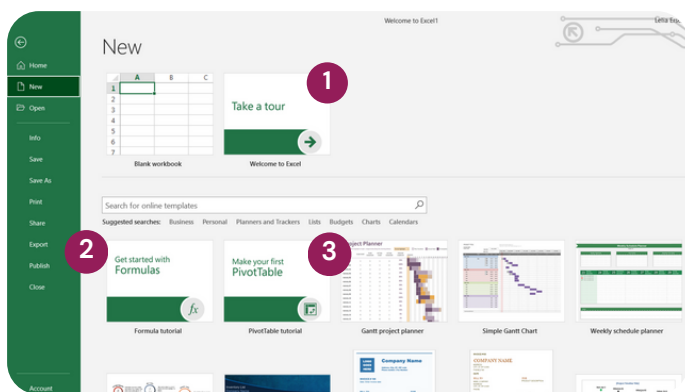 Welcome to Excel1
New
Home
New
Open
Info
Save
Save As
Print
Share
Export
Publish
Close
Account
A B C
1
2
3
4
5
6
7
Blank workbook
Take a tour
1
Welcome to Excel
Search for online templates
Suggested searches: Business Personal Planners and Trackers Lists Budgets Charts Calendars
2
Get started with
Formulas
fx
Formula tutorial
Make your first
PivotTable
PivotTable tutorial
3
Project Planner
Gantt project planner
Simple Gantt Chart
Weekly schedule planner
Company Name
COMPANY NAME